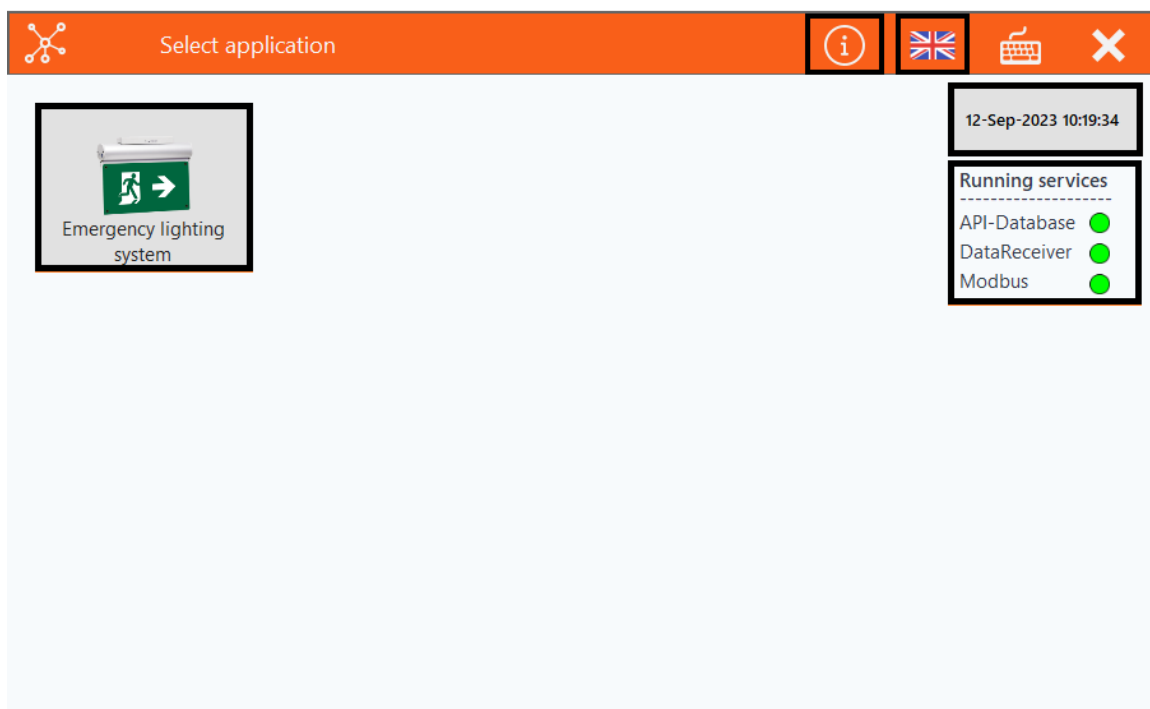 Select application
12-Sep-2023 10:19:34
Running services
API-Database
DataReceiver
Modbus
Emergency lighting
system